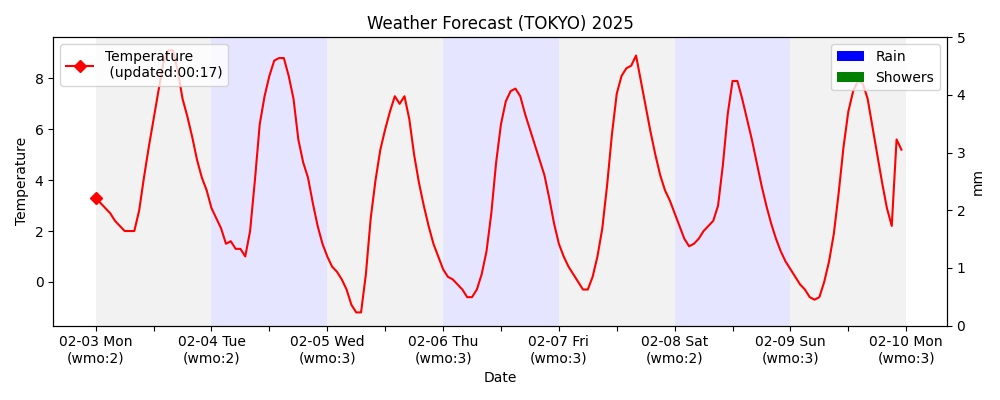 Weather Forecast (TOKYO) 2025
Temperature
(updated:00:17)
Rain
Showers
Temperature
8
6
4
2
0
5
4
3
2
1
0
mm
02-03 Mon
(wmo:2)
02-04 Tue
(wmo:2)
02-05 Wed
(wmo:3)
02-06 Thu
(wmo:3)
02-07 Fri
(wmo:3)
02-08 Sat
(wmo:2)
02-09 Sun
(wmo:3)
02-10 Mon
(wmo:3)
Date